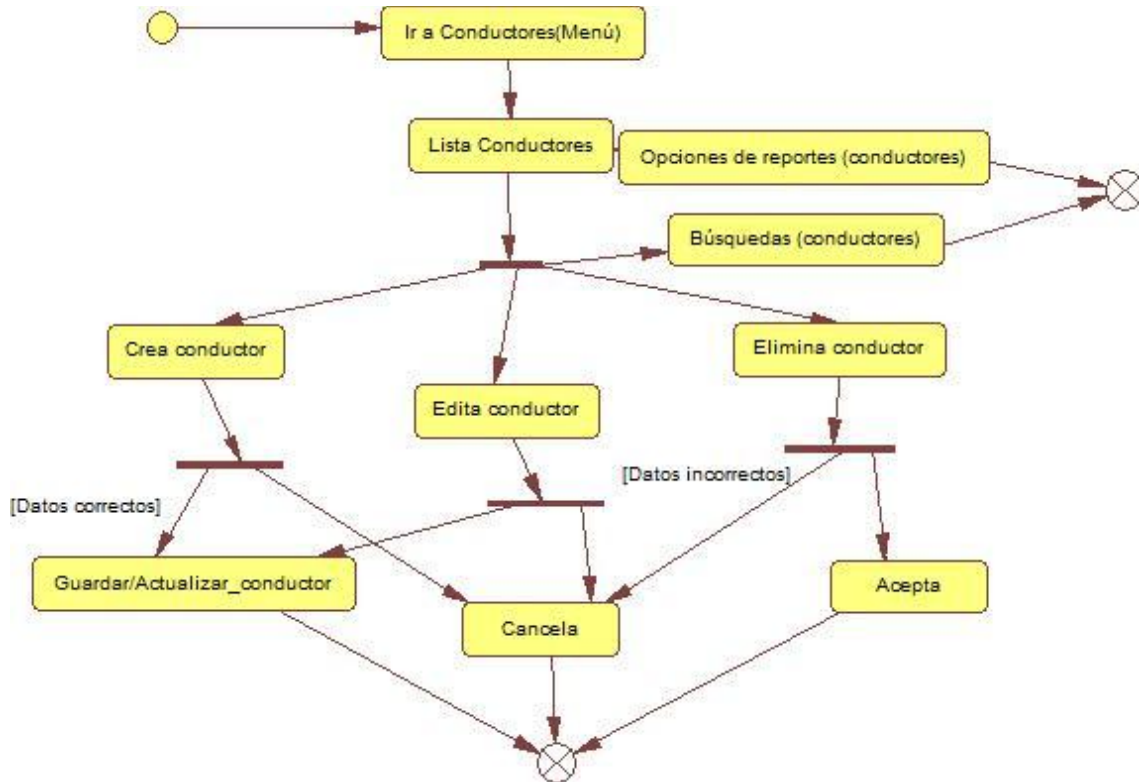 Ir a Conductores(Menú)
Lista Conductores
Opciones de reportes (conductores)
Búsquedas (conductores)
Crea conductor
Elimina conductor
Edita conductor
[Datos incorrectos]
[Datos correctos]
Guardar/Actualizar_conductor
Acepta
Cancela